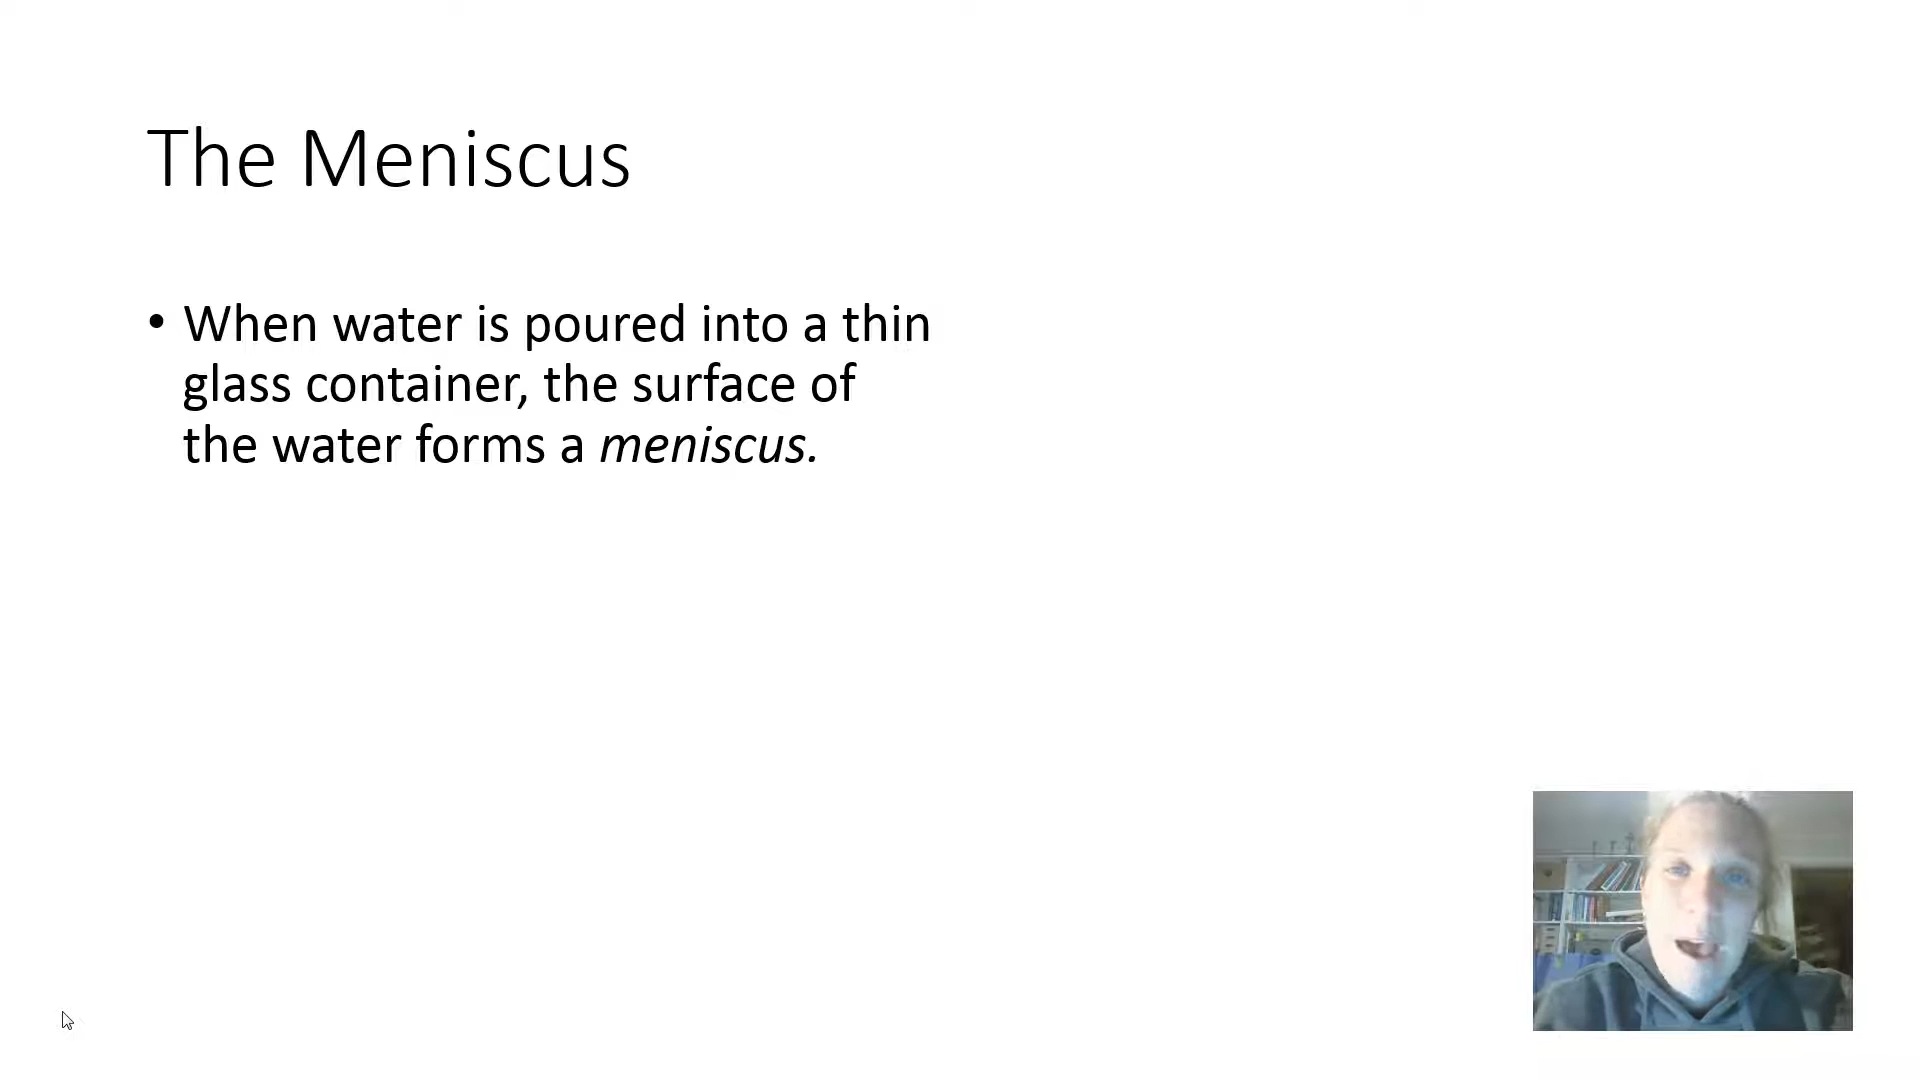 The Meniscus
• When water is poured into a thin
glass container, the surface of
the water forms a meniscus.